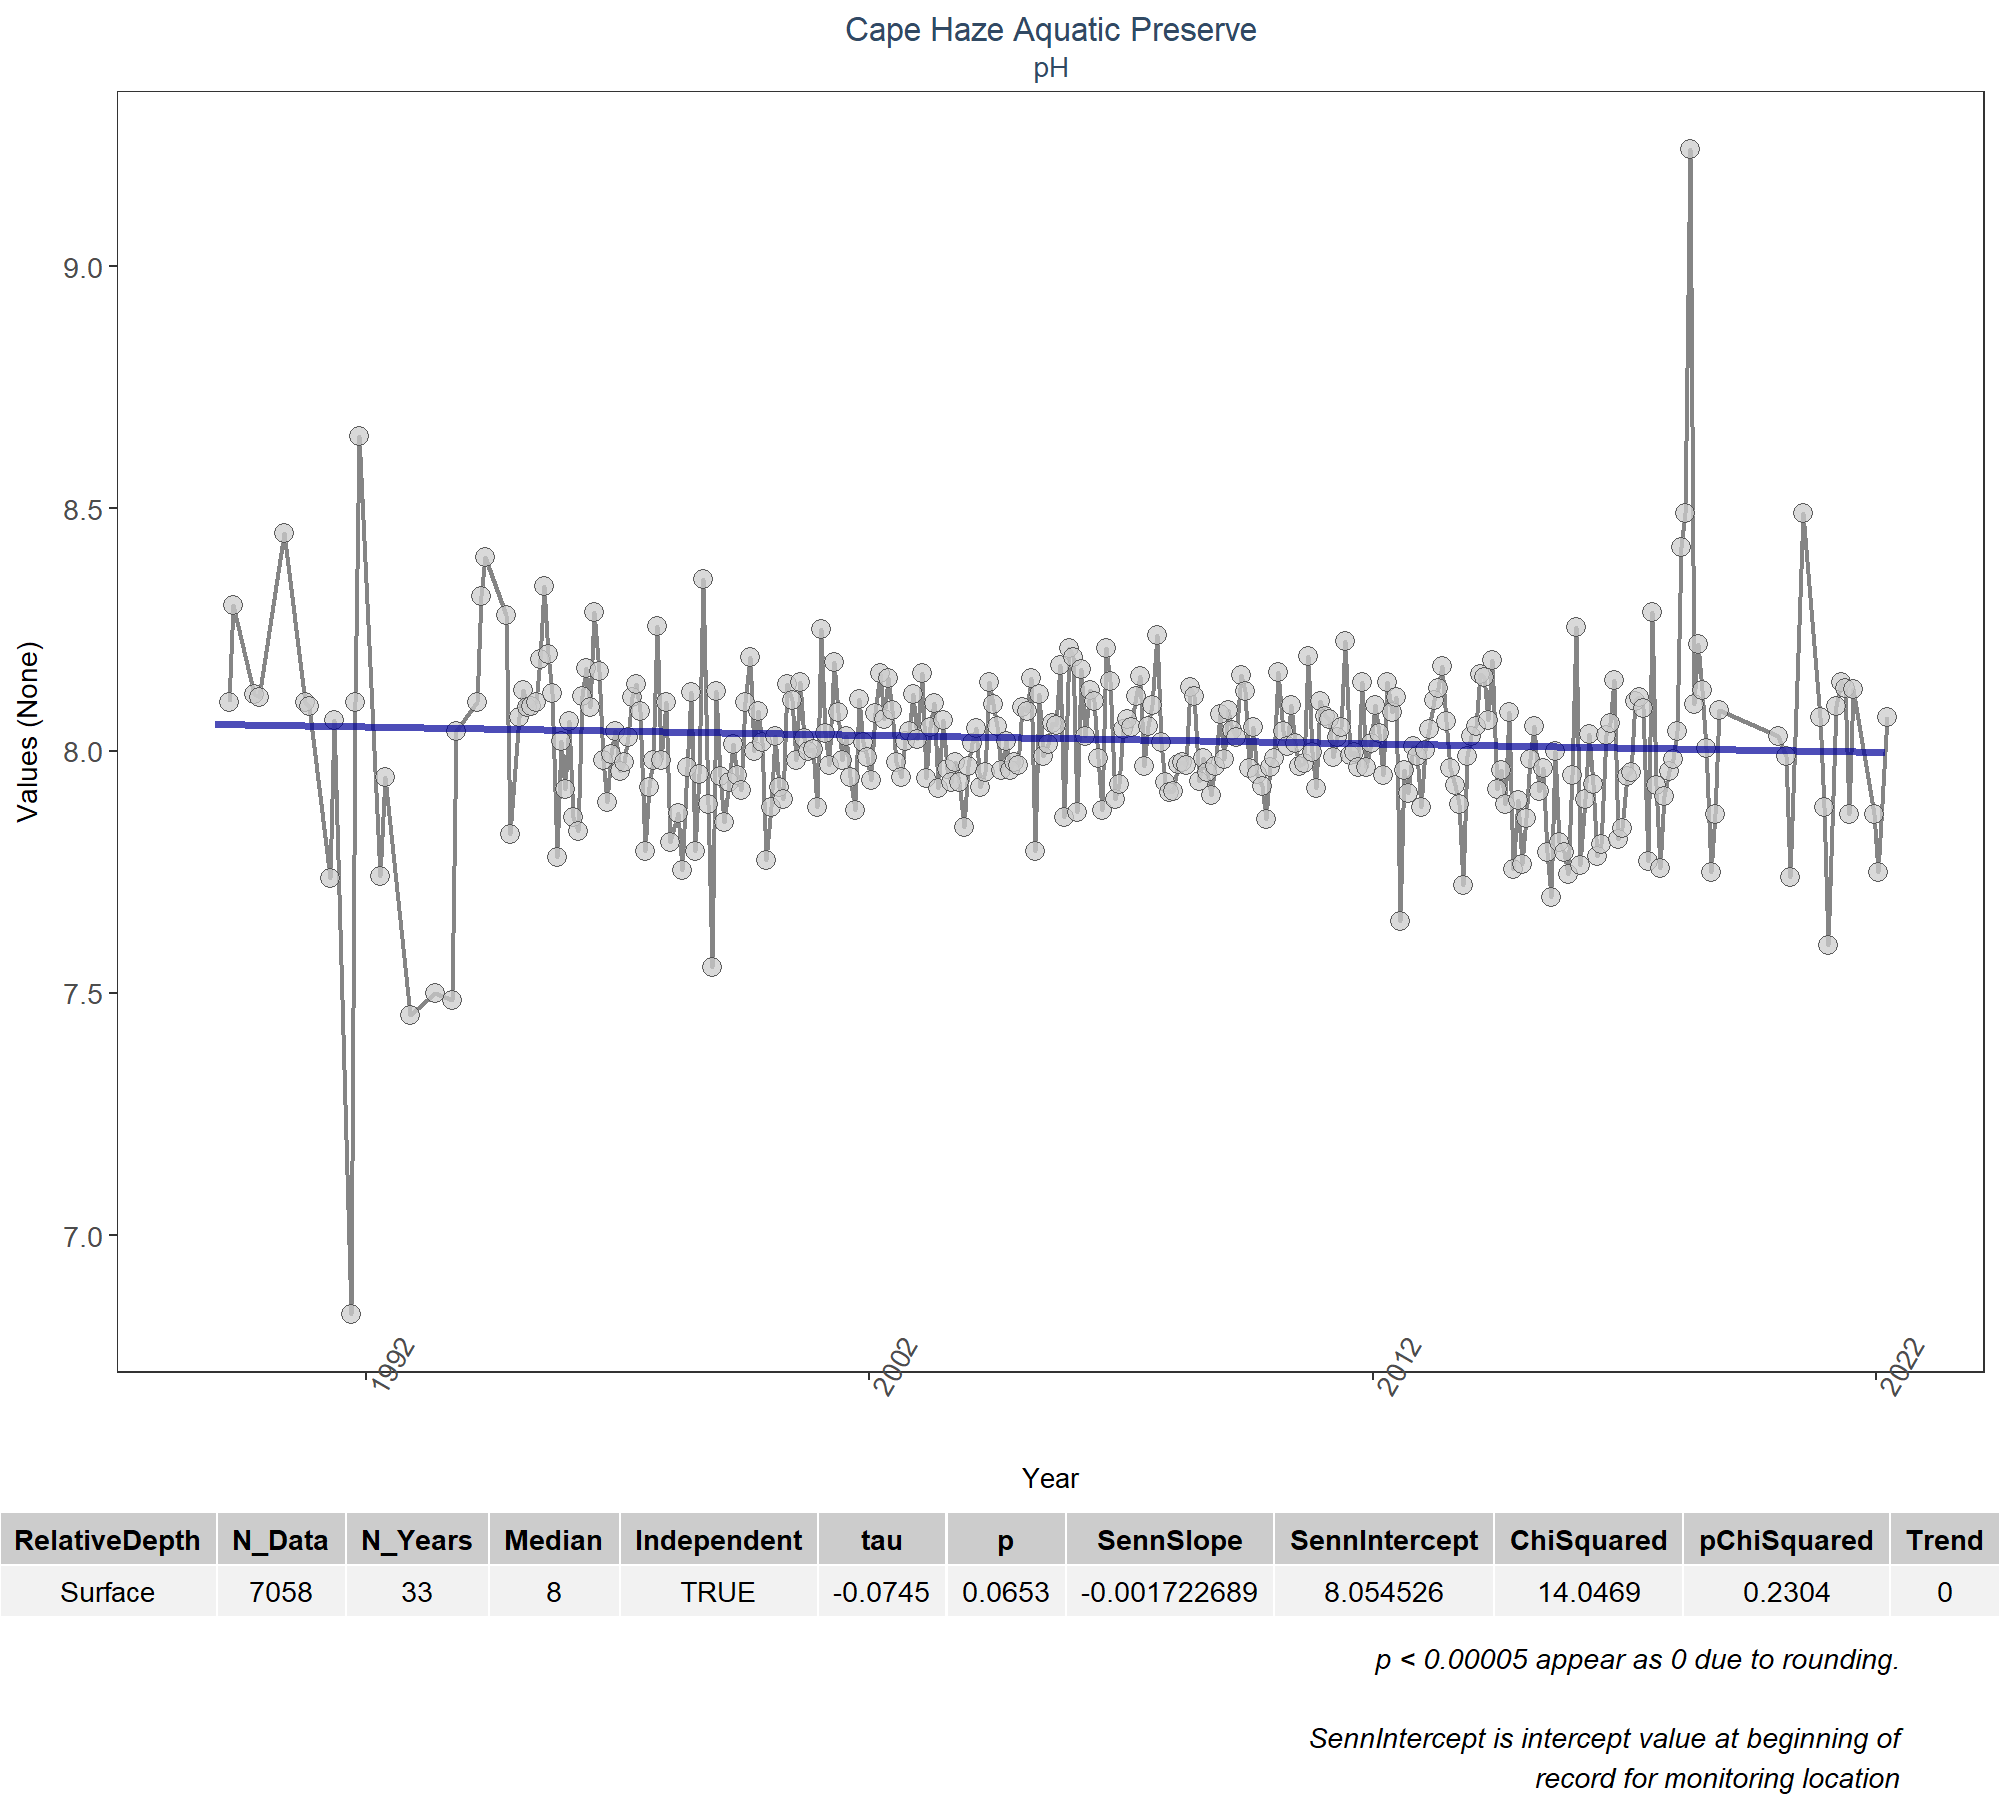 Cape Haze Aquatic Preserve
pH
Values (None)
9.0
8.5
8.0
7.5
7.0
1992 2002 2012 2022
Year
RelativeDepth N_Data N_Years Median Independent tau p SennSlope SennIntercept ChiSquared pChiSquared Trend
Surface 7058 33 8 TRUE -0.0745 0.0653 -0.001722689 8.054526 14.0469 0.2304 0
p < 0.00005 appear as 0 due to rounding.
SennIntercept is intercept value at beginning of
record for monitoring location